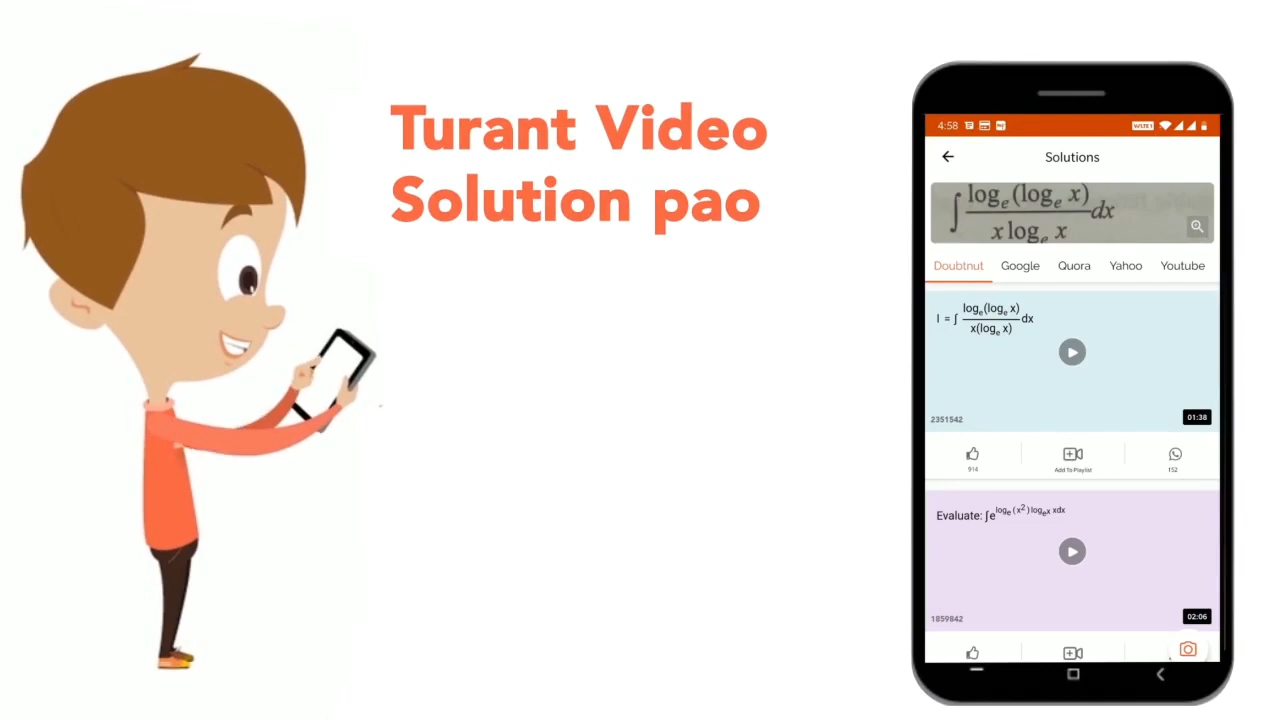 Turant Video
Solution pao
4:58
VoLTE1
Solutions
∫ logₑ(logₑ x) / x logₑ x dx
Doubtnut Google Quora Yahoo Youtube
I = ∫ logₑ(logₑ x) / x(logₑ x) dx
2351542 01:38
914 Add To Playlist 152
Evaluate: ∫e^logₑ(x²)logₑx xdx
1859842 02:06